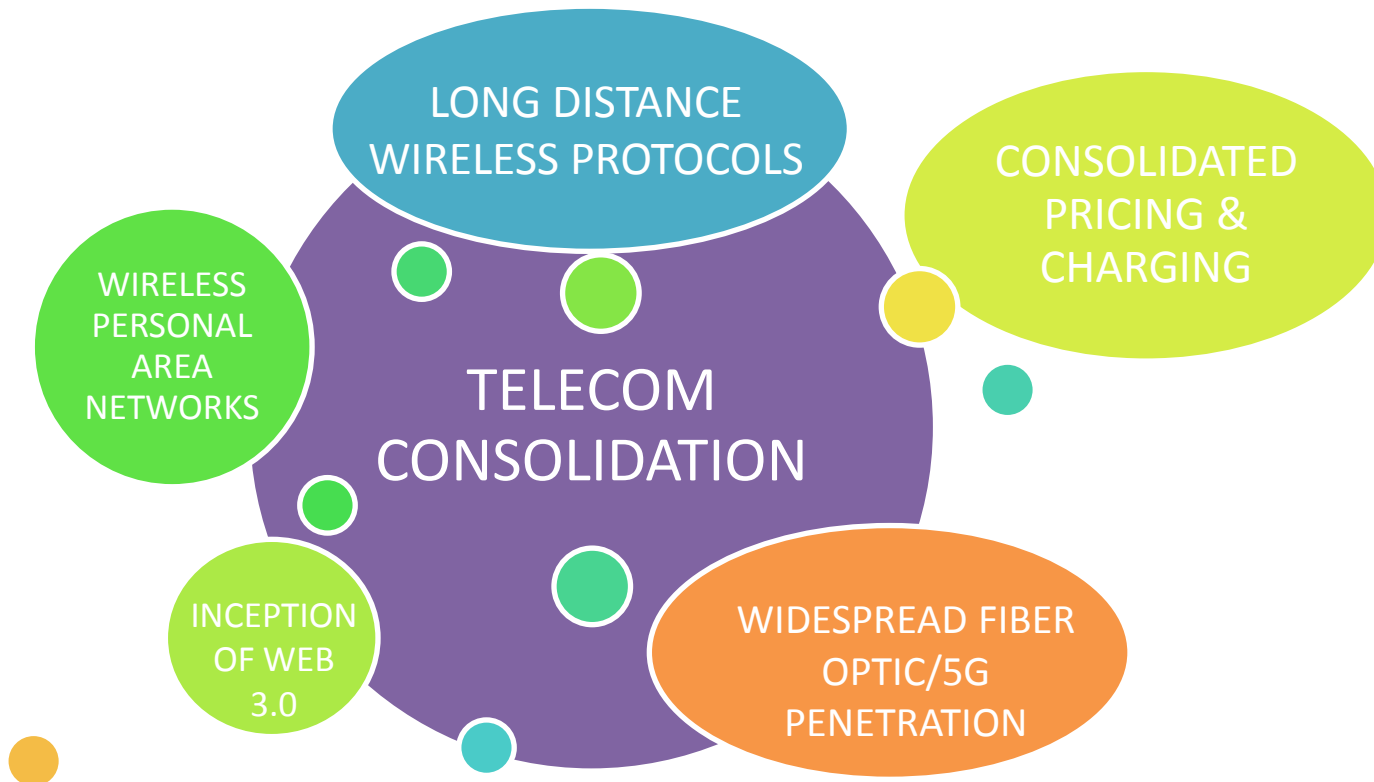 LONG DISTANCE
WIRELESS PROTOCOLS
CONSOLIDATED
PRICING &
CHARGING
WIRELESS
PERSONAL
AREA
NETWORKS
TELECOM
CONSOLIDATION
INCEPTION
OF WEB
3.0
WIDESPREAD FIBER
OPTIC/5G
PENETRATION